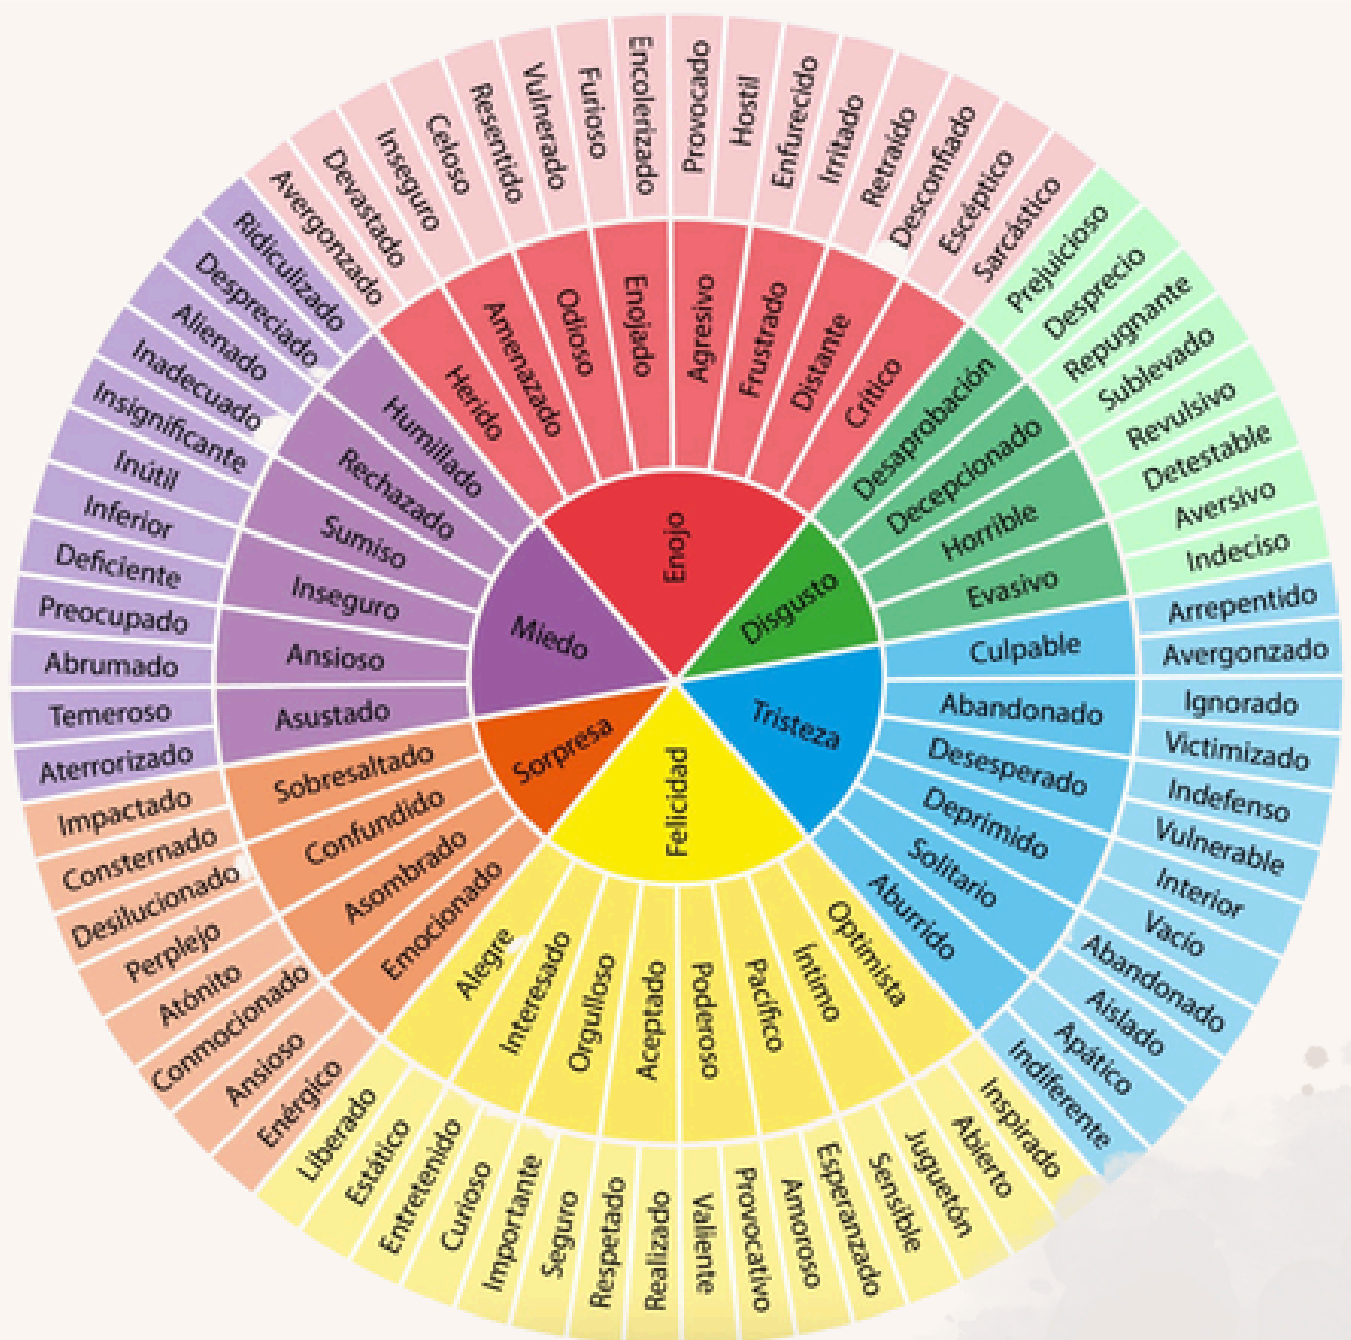 Enojo
Disgusto
Tristeza
Felicidad
Sorpresa
Miedo
Herido
Amenazado
Odioso
Enojado
Agresivo
Frustrado
Distante
Crítico
Desaprobación
Decepcionado
Horrible
Evasivo
Culpable
Abandonado
Desesperado
Deprimido
Solitario
Aburrido
Optimista
Íntimo
Pacífico
Poderoso
Aceptado
Orgulloso
Interesado
Alegre
Emocionado
Asombrado
Confundido
Sobresaltado
Asustado
Ansioso
Inseguro
Sumiso
Rechazado
Humillado
Avergonzado
Devastado
Inseguro
Celoso
Resentido
Vulnerado
Furioso
Encolerizado
Provocado
Hostil
Enfurecido
Irritado
Retraído
Desconfiado
Escéptico
Sarcástico
Prejuicioso
Desprecio
Repugnante
Sublevado
Revulsivo
Detestable
Aversivo
Indeciso
Arrepentido
Avergonzado
Ignorado
Victimizado
Indefenso
Vulnerable
Interior
Vacío
Abandonado
Aislado
Apático
Indiferente
Inspirado
Abierto
Juguetón
Sensible
Esperanzado
Amoroso
Provocativo
Valiente
Realizado
Respetado
Seguro
Importante
Curioso
Entretenido
Estático
Liberado
Enérgico
Ansioso
Conmocionado
Atónito
Perplejo
Desilucionado
Consternado
Impactado
Aterrorizado
Temeroso
Abrumado
Preocupado
Deficiente
Inferior
Inútil
Insignificante
Inadecuado
Alienado
Despreciado
Ridiculizado